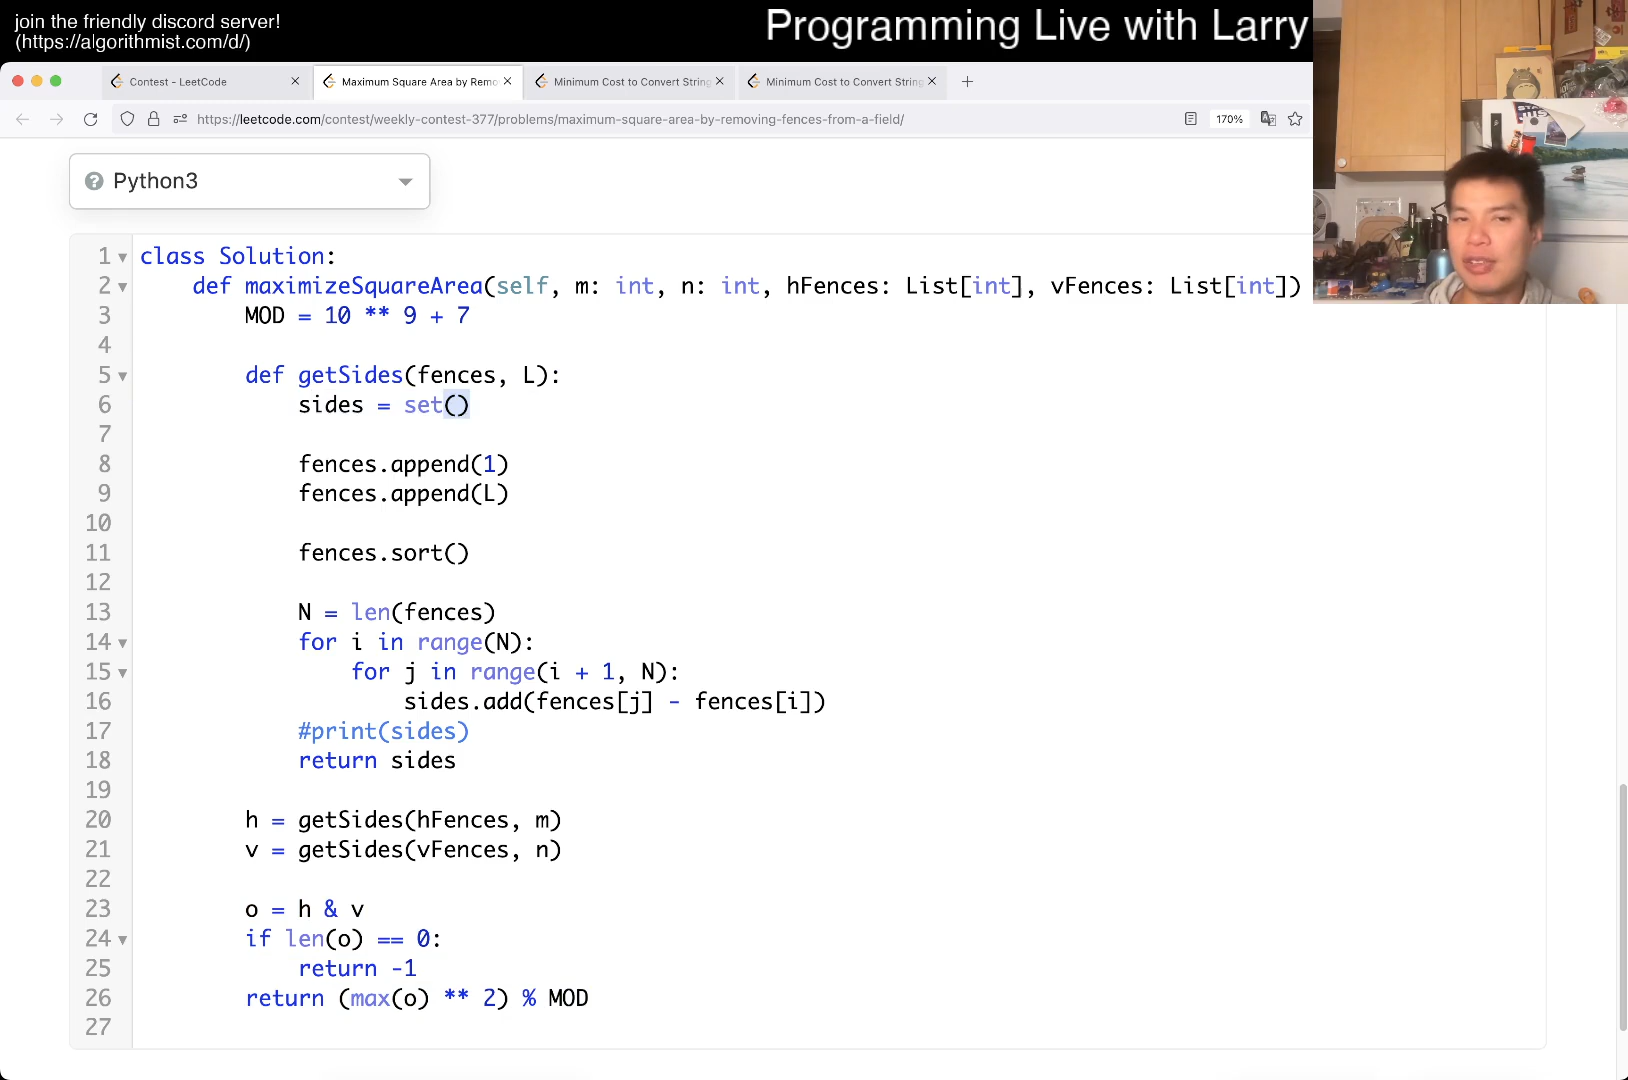 join the friendly discord server!
(https://algorithmist.com/d/)
Programming Live with Larry
Contest - LeetCode
Maximum Square Area by Remo
Minimum Cost to Convert String
Minimum Cost to Convert String
https://leetcode.com/contest/weekly-contest-377/problems/maximum-square-area-by-removing-fences-from-a-field/
170%
Python3
1 class Solution:
2 def maximizeSquareArea(self, m: int, n: int, hFences: List[int], vFences: List[int])
3 MOD = 10 ** 9 + 7
4
5 def getSides(fences, L):
6 sides = set()
7
8 fences.append(1)
9 fences.append(L)
10
11 fences.sort()
12
13 N = len(fences)
14 for i in range(N):
15 for j in range(i + 1, N):
16 sides.add(fences[j] - fences[i])
17 #print(sides)
18 return sides
19
20 h = getSides(hFences, m)
21 v = getSides(vFences, n)
22
23 o = h & v
24 if len(o) == 0:
25 return -1
26 return (max(o) ** 2) % MOD
27